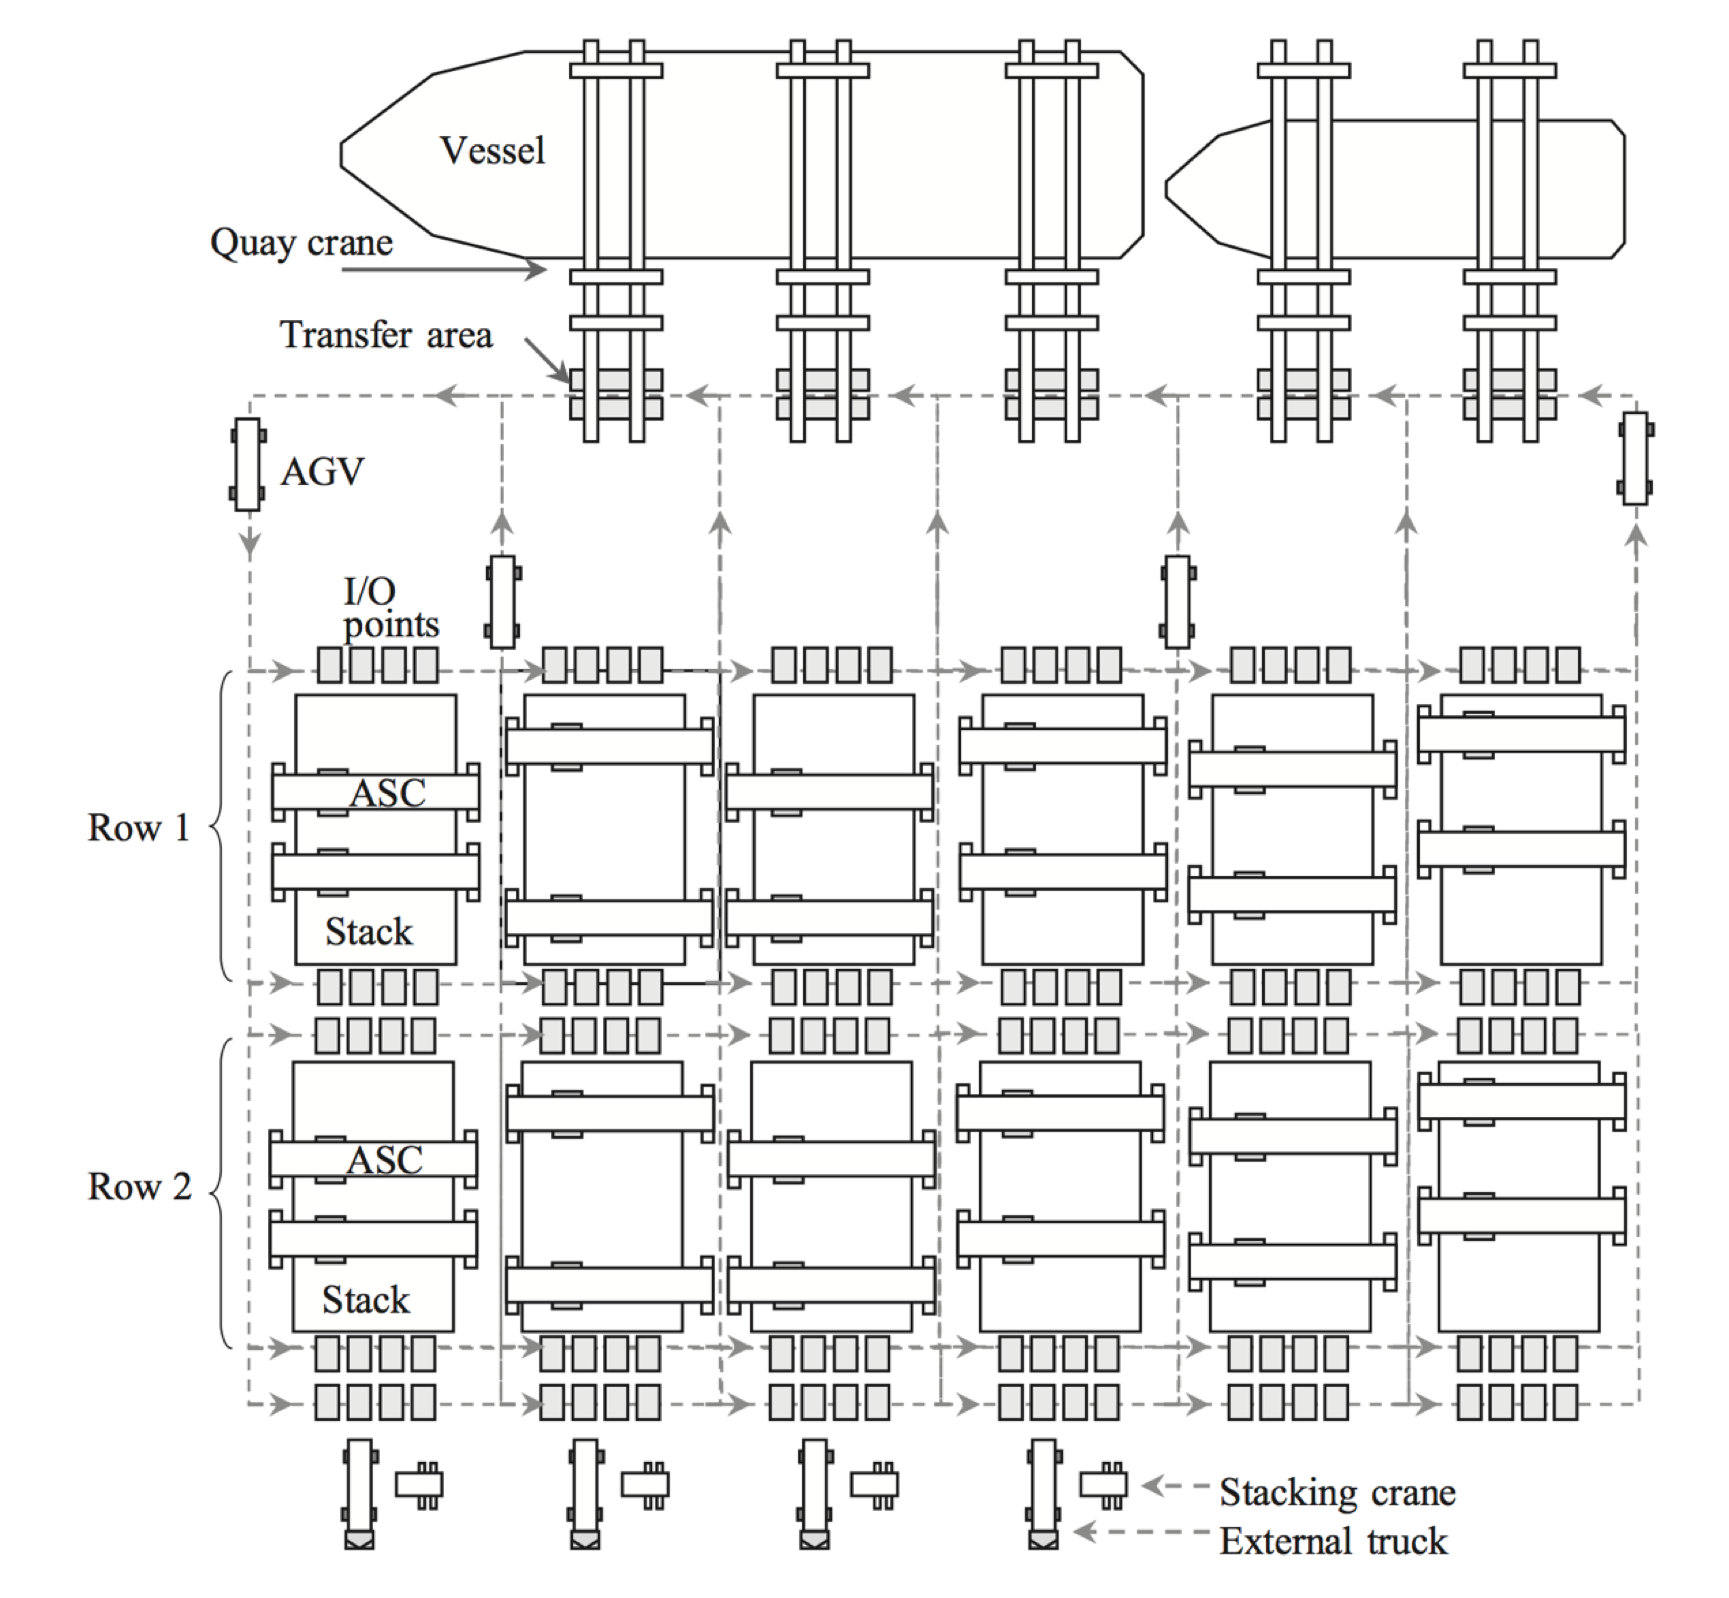 Vessel
Quay crane
Transfer area
AGV
I/O
points
Row 1
ASC
Stack
Row 2
ASC
Stack
Stacking crane
External truck